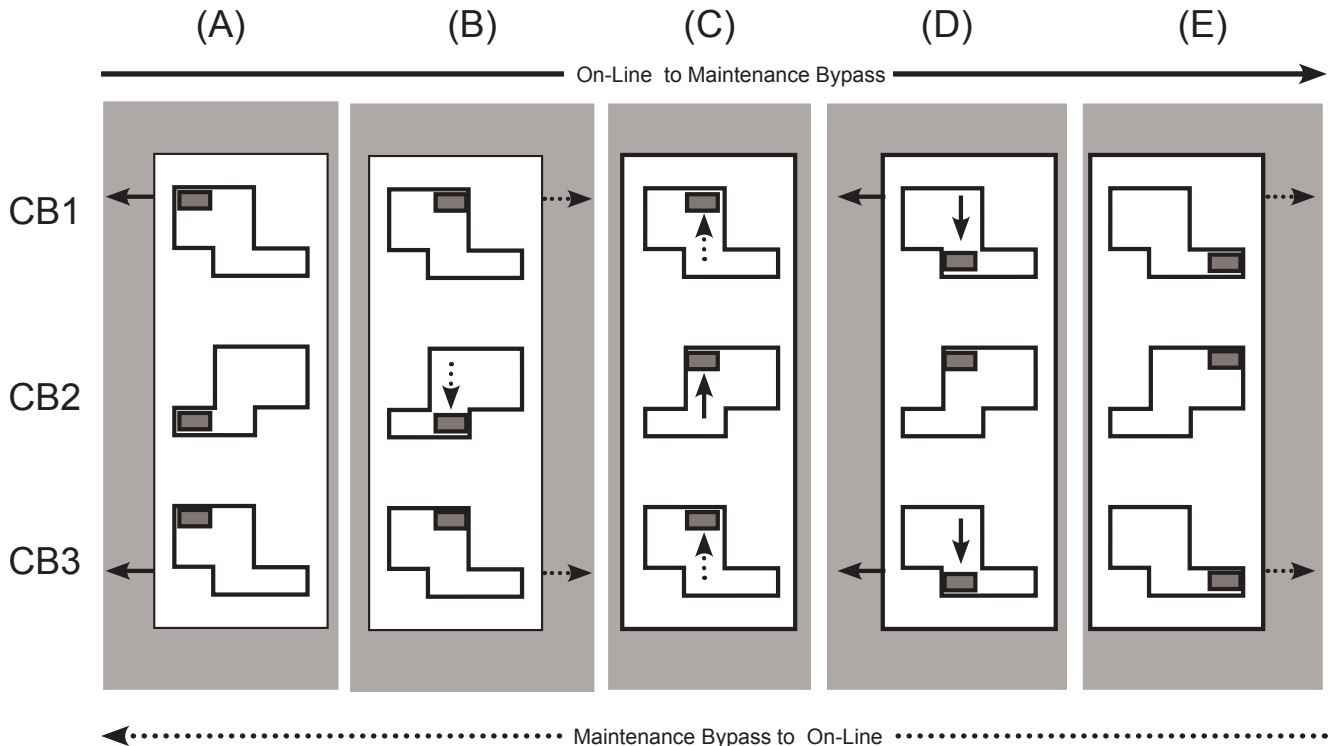 (A) (B) (C) (D) (E)
On-Line to Maintenance Bypass
CB1
CB2
CB3
Maintenance Bypass to On-Line